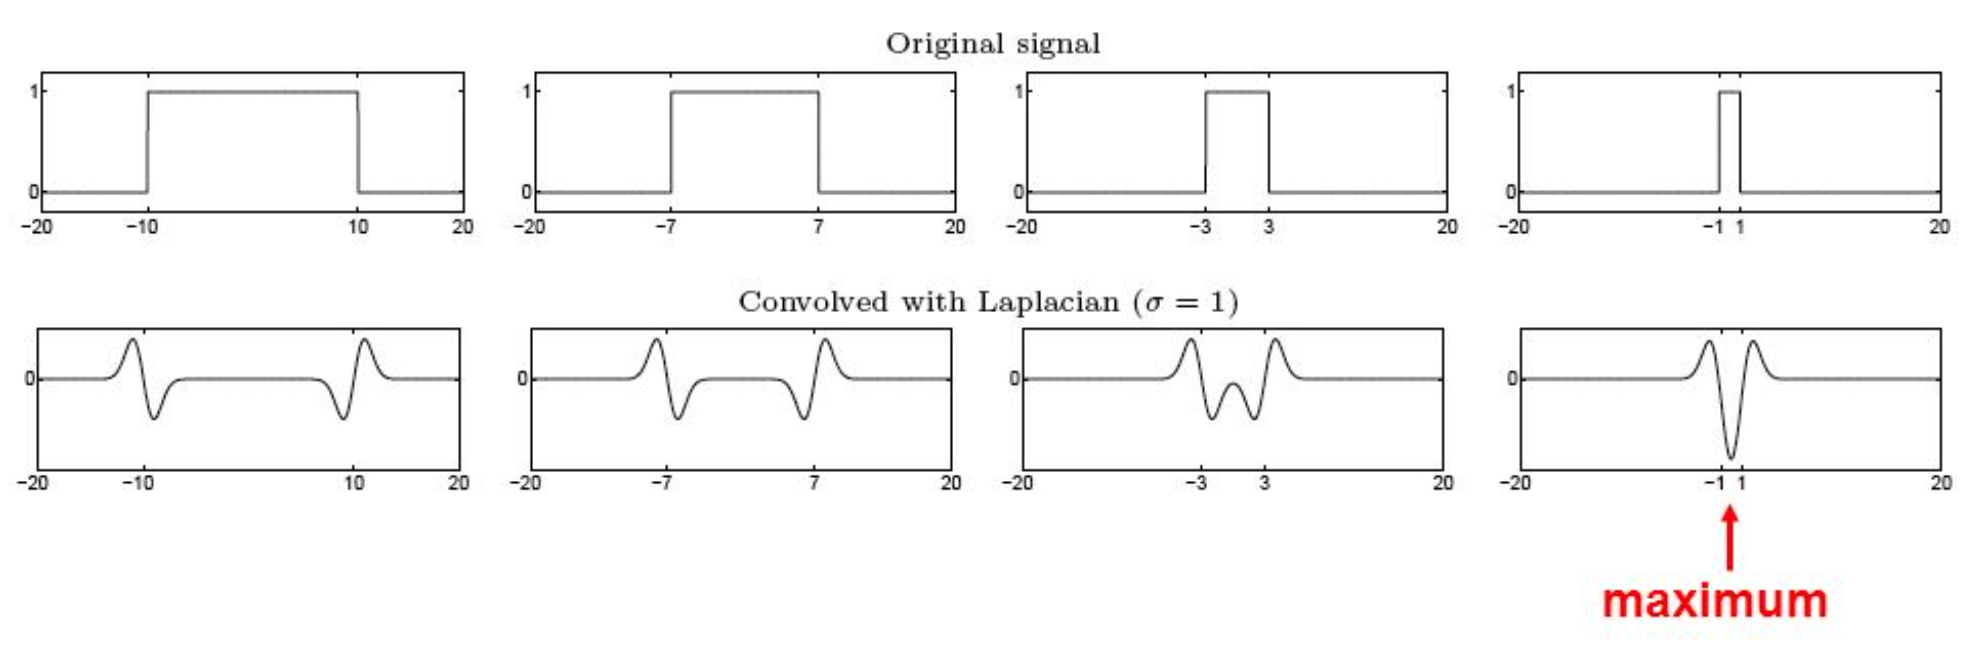 Original signal
1 1 1 1
0 0 0 0
−20 −10 10 20 −20 −7 7 20 −20 −3 3 20 −20 −1 1 20
Convolved with Laplacian (σ = 1)
0 0 0 0
−20 −10 10 20 −20 −7 7 20 −20 −3 3 20 −20 −1 1 20
maximum